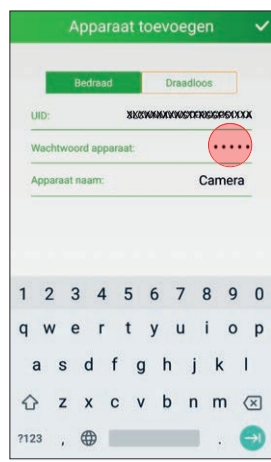 Apparaat toevoegen
Bedraad Draadloos
UID:
Wachtwoord apparaat: •••••
Apparaat naam: Camera
1 2 3 4 5 6 7 8 9 0
q w e r t y u i o p
a s d f g h j k l
z x c v b n m
?123 , .